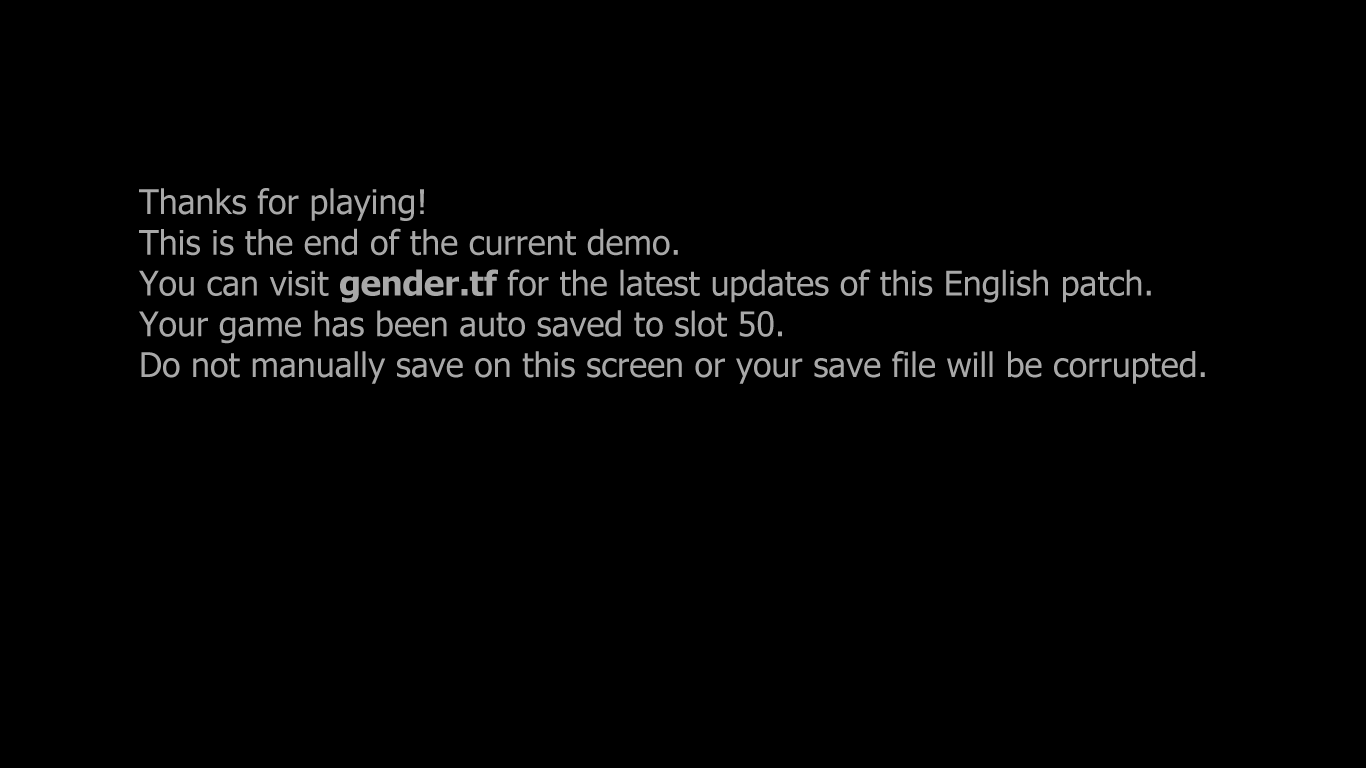 Thanks for playing!
This is the end of the current demo.
You can visit gender.tf for the latest updates of this English patch.
Your game has been auto saved to slot 50.
Do not manually save on this screen or your save file will be corrupted.